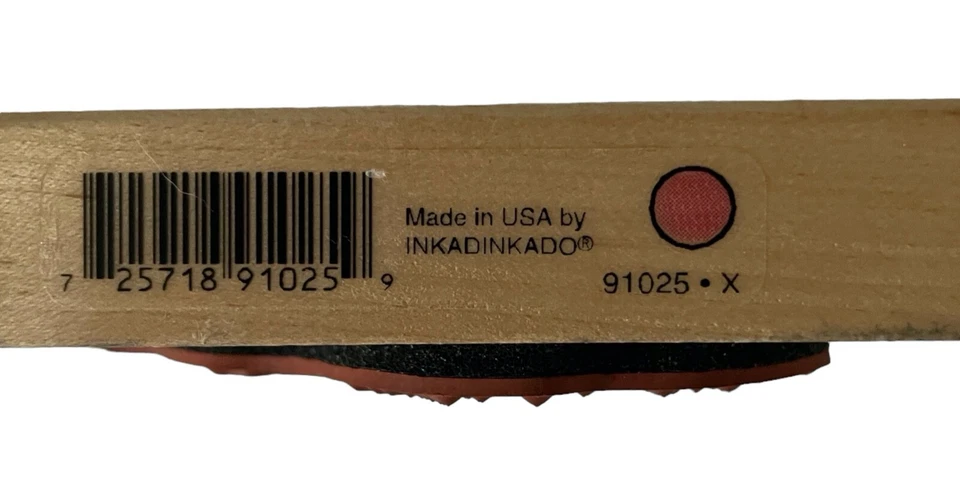 7 25718 91025 9
Made in USA by
INKADINKADO®
91025 • X